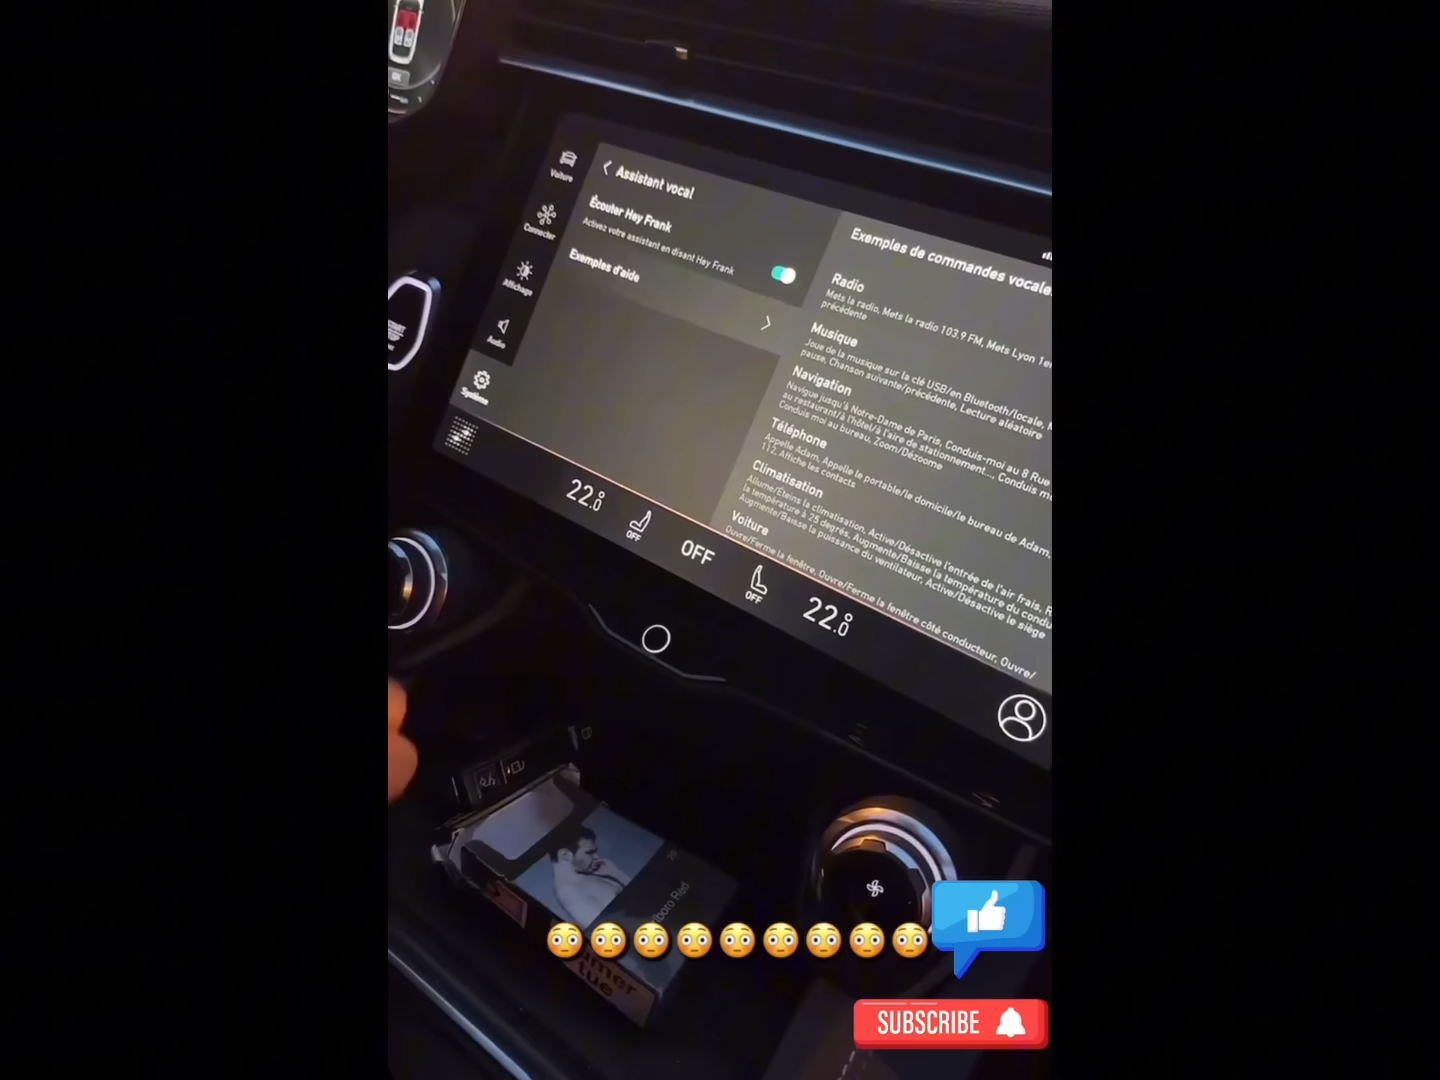 Assistant vocal
Écouter Hey Frank
Activez votre assistant en disant Hey Frank
Exemples d'aide
Voiture
Connecter
Affichage
Audio
Système
Exemples de commandes vocale
Radio
Mets la radio, Mets la radio 103.9 FM, Mets Lyon 1e
précédente
Musique
Joue de la musique sur la clé USB/en Bluetooth/locale,
pause, Chanson suivante/précédente, Lecture aléatoire
Navigation
Navigue jusqu'à Notre-Dame de Paris, Conduis-moi au 8 Rue
au restaurant/à l'hôtel/à l'aire de stationnement..., Conduis m
Conduis moi au bureau, Zoom/Dézoome
Téléphone
Appelle Adam, Appelle le portable/le domicile/le bureau de Adam,
112, Affiche les contacts
Climatisation
Allume/Éteins la climatisation, Active/Désactive l'entrée de l'air frais, R
la température à 25 degrés, Augmente/Baisse la température du condu
Augmente/Baisse la puissance du ventilateur, Active/Désactive le siège
Voiture
Ouvre/Ferme la fenêtre, Ouvre/Ferme la fenêtre côté conducteur, Ouvre/
22.0°
OFF
OFF
OFF
22.0°
lboro Red
tue
SUBSCRIBE